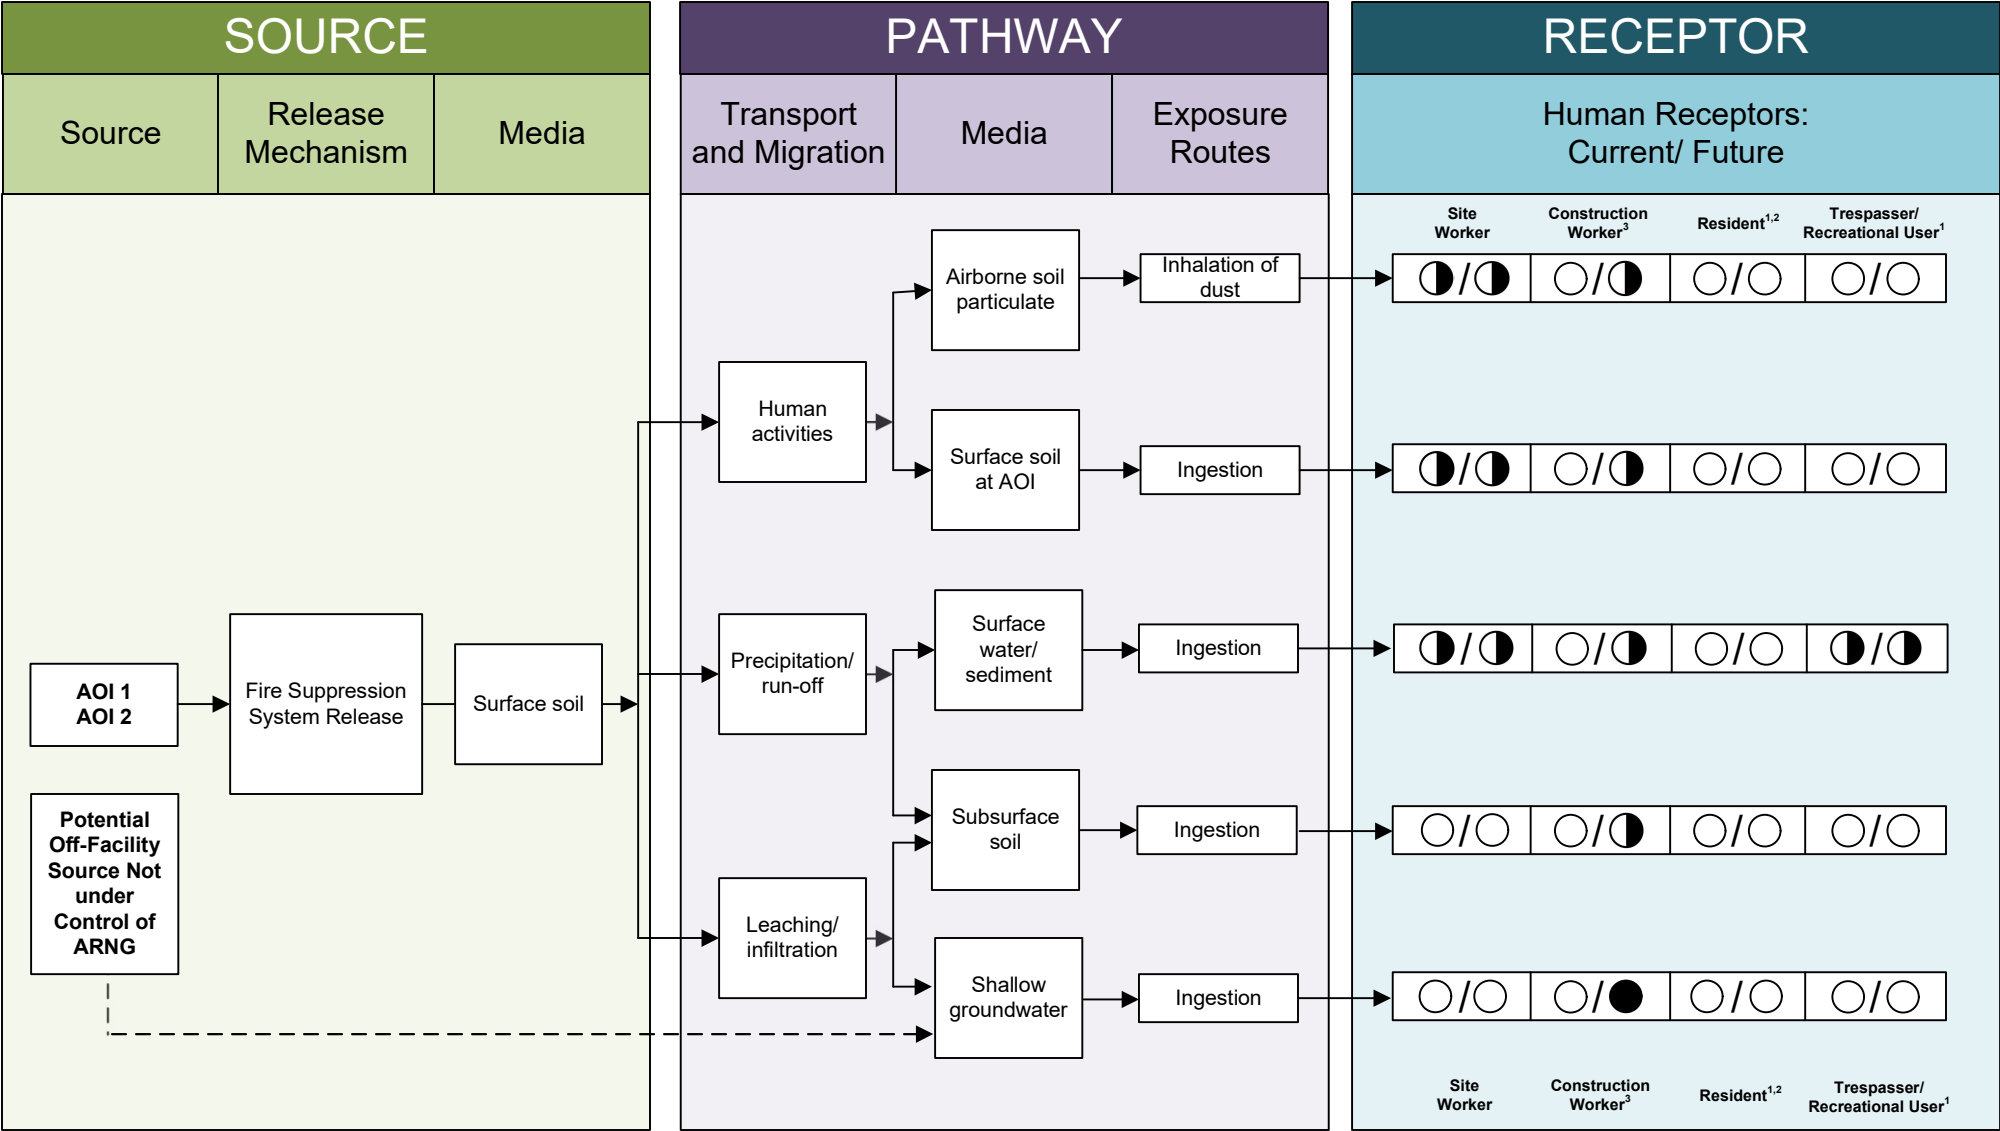 SOURCE
PATHWAY
RECEPTOR
Source
Release
Mechanism
Media
Transport
and Migration
Media
Exposure
Routes
Human Receptors:
Current/ Future
Site
Worker
Construction
Worker3
Resident1,2
Trespasser/
Recreational User1
Airborne soil
particulate
Inhalation of
dust
/
/
/
/
Human
activities
Surface soil
at AOI
Ingestion
/
/
/
/
Precipitation/
run-off
Surface
water/
sediment
Ingestion
/
/
/
/
AOI 1
AOI 2
Fire Suppression
System Release
Surface soil
Potential
Off-Facility
Source Not
under
Control of
ARNG
Subsurface
soil
Ingestion
/
/
/
/
Leaching/
infiltration
Shallow
groundwater
Ingestion
/
/
/
/
Site
Worker
Construction
Worker3
Resident1,2
Trespasser/
Recreational User1